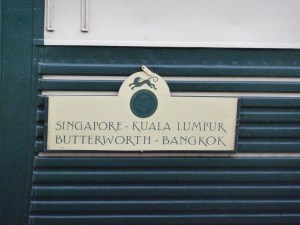 SINGAPORE - KUALA LUMPUR
BUTTERWORTH - BANGKOK